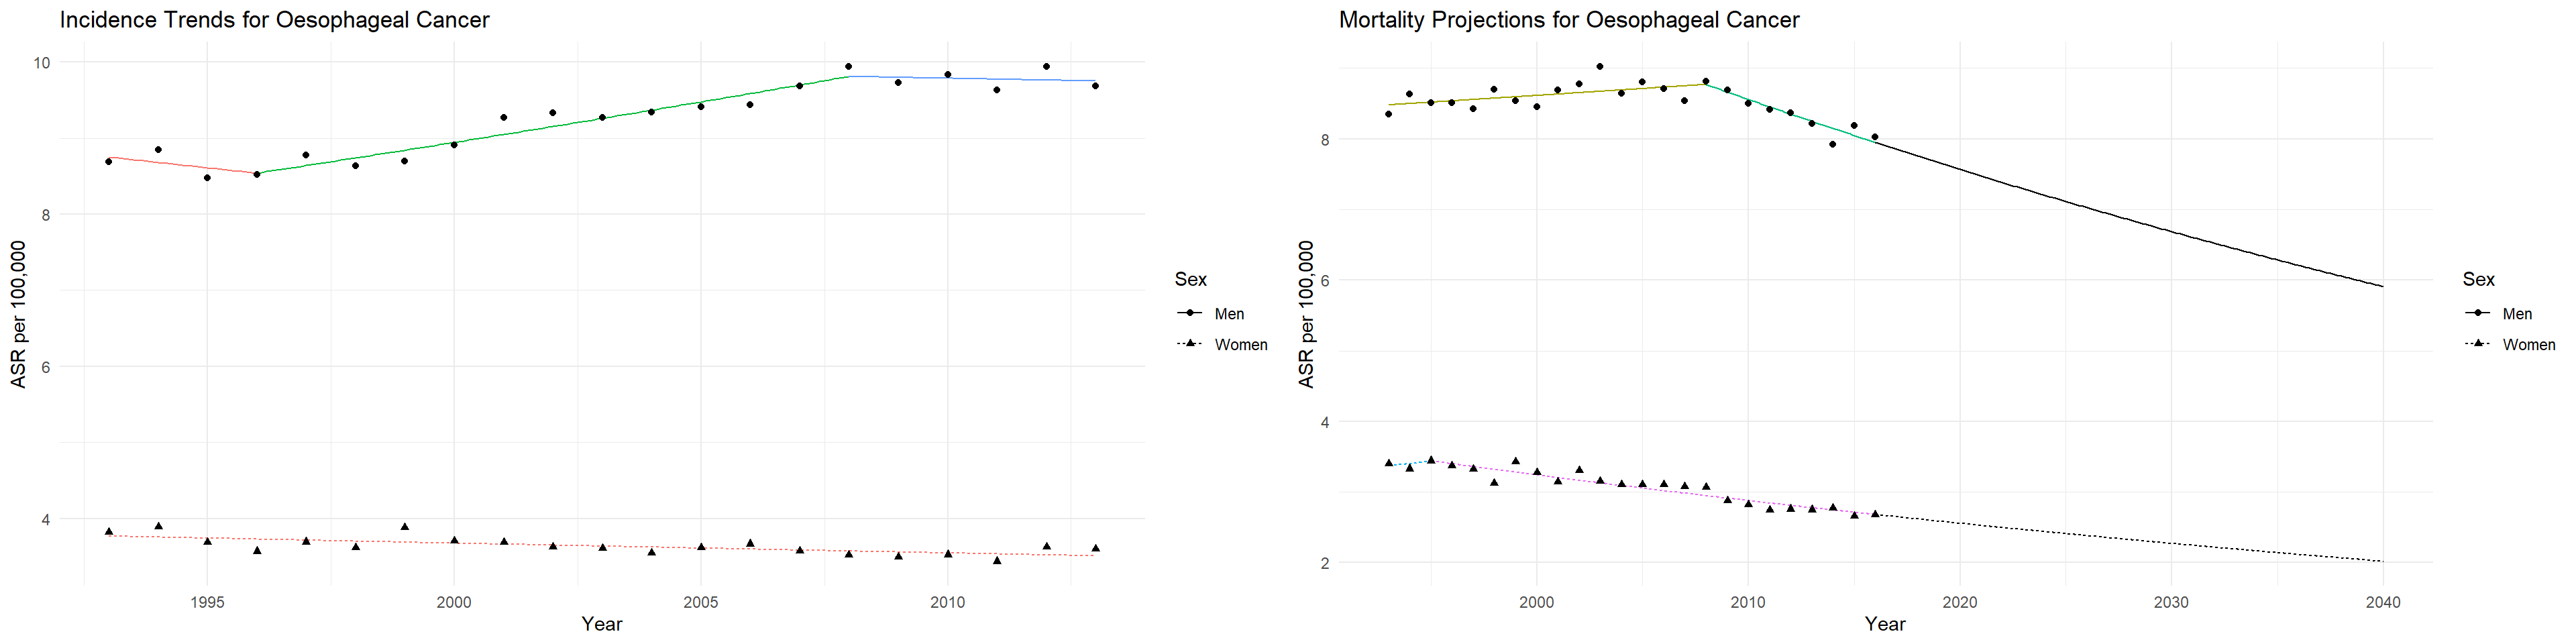 Incidence Trends for Oesophageal Cancer
10
8
6
4
ASR per 100,000
1995
2000
2005
2010
Year
Sex
Men
Women
Mortality Projections for Oesophageal Cancer
8
6
4
2
ASR per 100,000
2000
2010
2020
2030
2040
Year
Sex
Men
Women